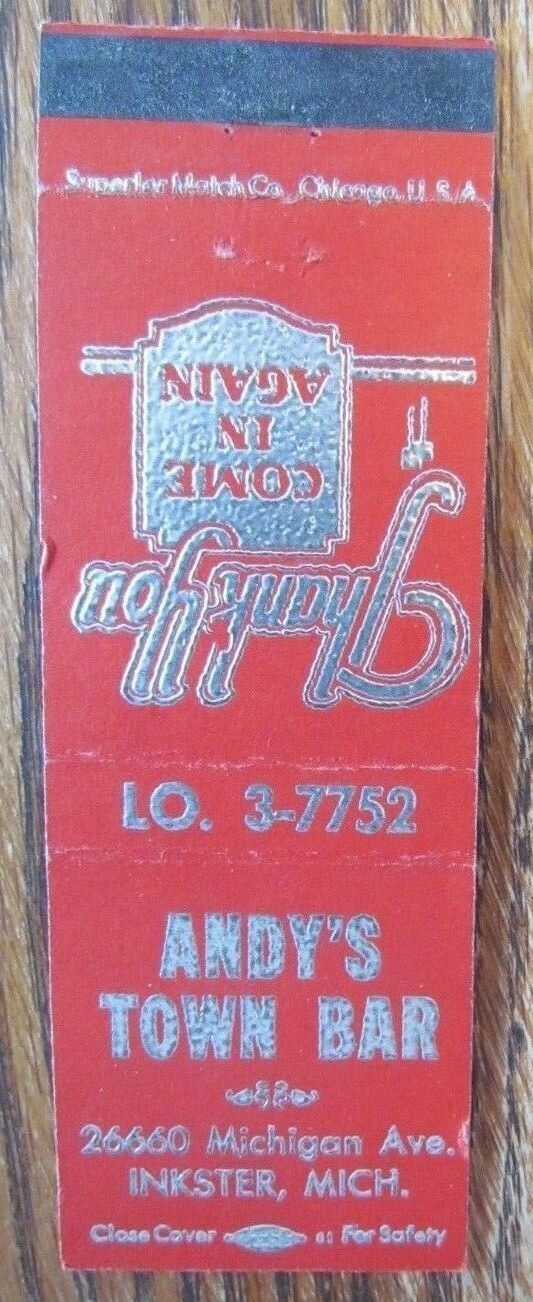 Superior Match Co., Chicago, U.S.A.
Thank You
COME
IN
AGAIN
LO. 3-7752
ANDY'S
TOWN BAR
26660 Michigan Ave.
INKSTER, MICH.
Close Cover For Safety